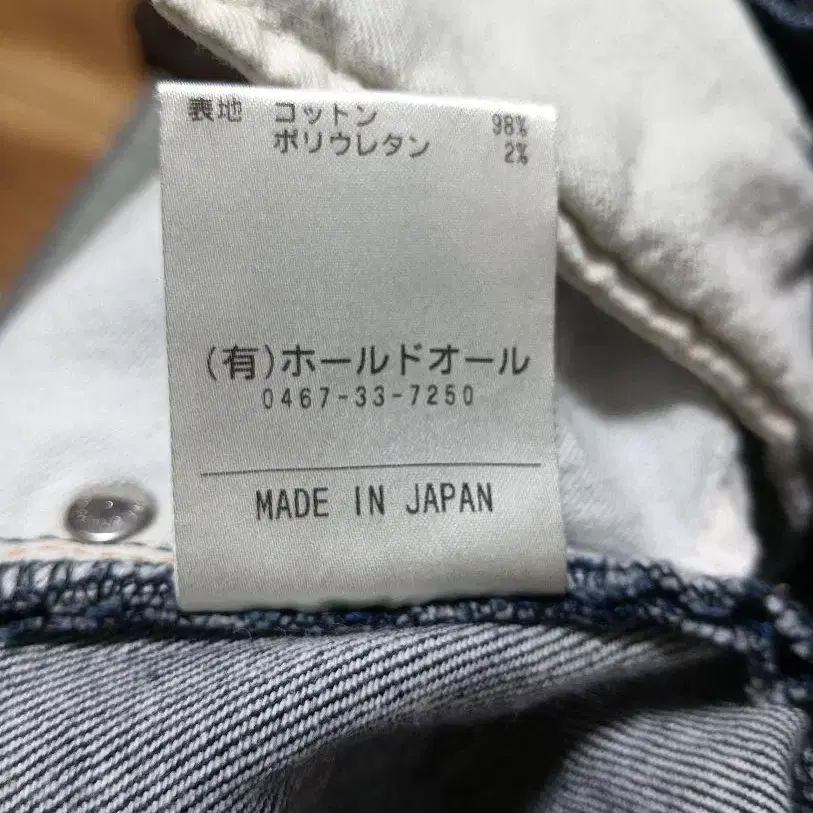 表地 コットン 98%
ポリウレタン 2%
(有)ホールドオール
0467-33-7250
MADE IN JAPAN